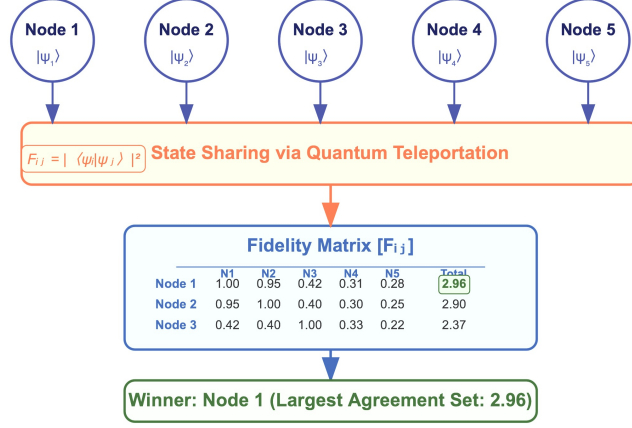 Node 1 Node 2 Node 3 Node 4 Node 5
|ψ₁⟩ |ψ₂⟩ |ψ₃⟩ |ψ₄⟩ |ψ₅⟩
F i j = | ⟨ψᵢ|ψ ⱼ ⟩ |² State Sharing via Quantum Teleportation
Fidelity Matrix [F i j]
N1 N2 N3 N4 N5 Total
Node 1 1.00 0.95 0.42 0.31 0.28 2.96
Node 2 0.95 1.00 0.40 0.30 0.25 2.90
Node 3 0.42 0.40 1.00 0.33 0.22 2.37
Winner: Node 1 (Largest Agreement Set: 2.96)